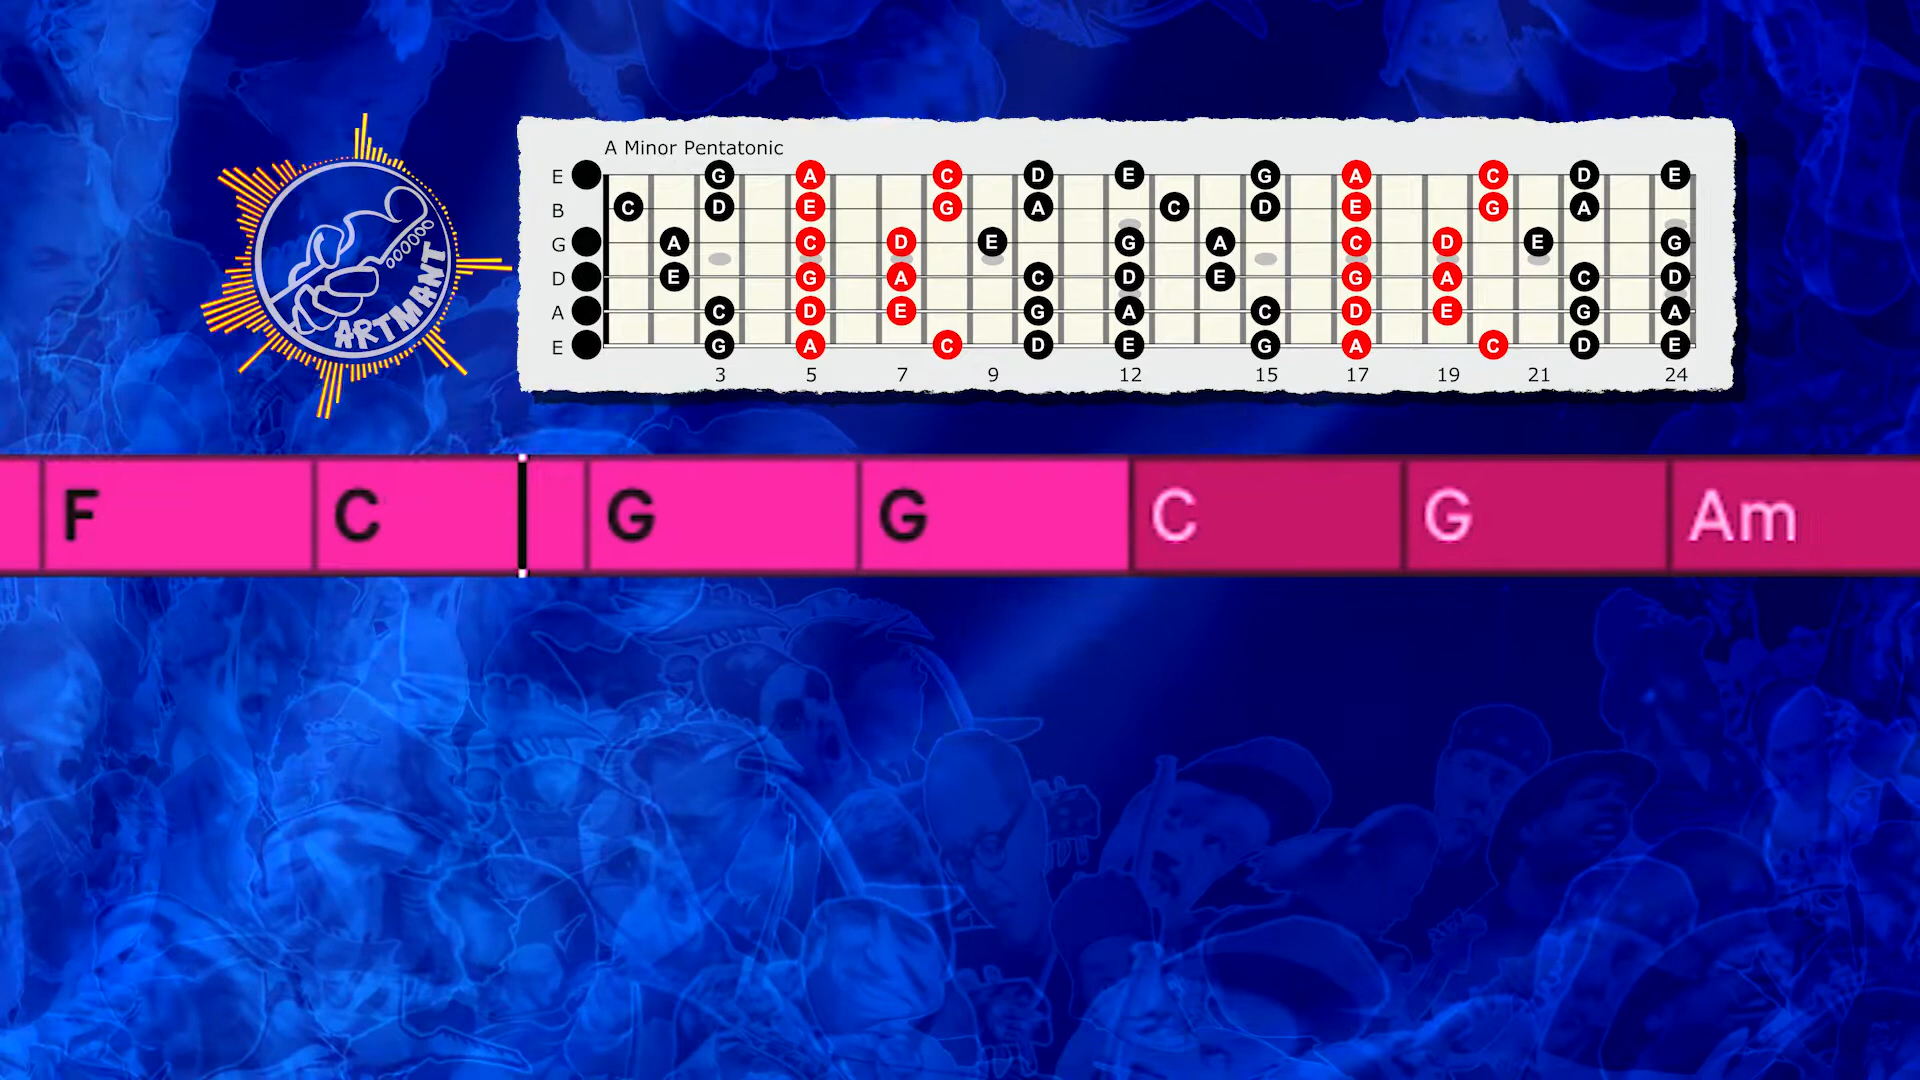 ARTMANT
A Minor Pentatonic
E G A C D E G A C D E
B C D E G A C D E G A
G A C D E G A C D E G
D E G A C D E G A C D
A C D E G A C D E G A
E G A C D E G A C D E
3 5 7 9 12 15 17 19 21 24
F C G G C G Am